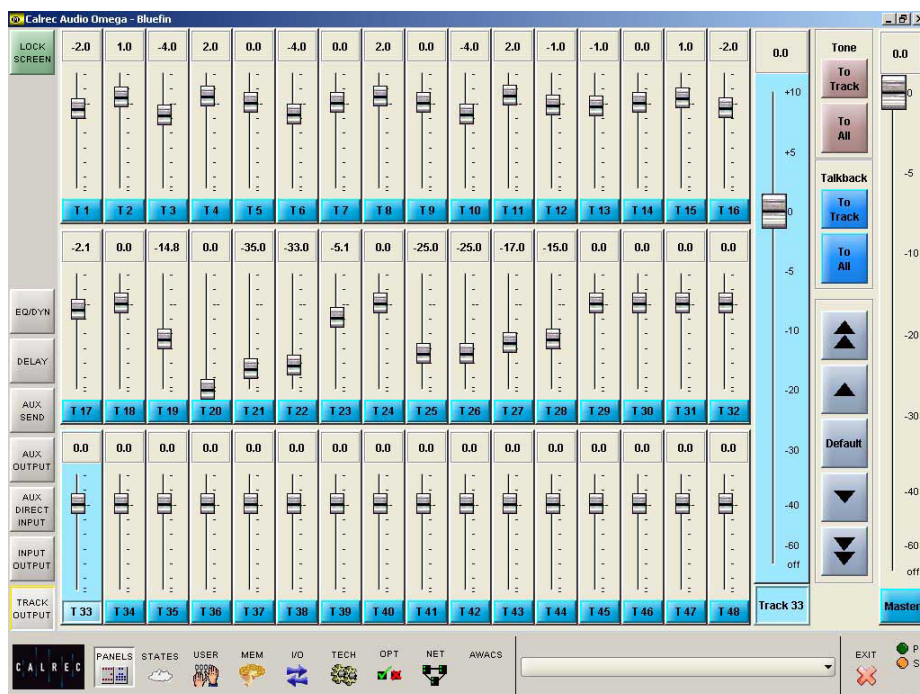 Calrec Audio Omega - Bluefin
LOCK SCREEN
-2.0 1.0 -4.0 2.0 0.0 -4.0 0.0 2.0 0.0 -4.0 2.0 -1.0 -1.0 0.0 1.0 -2.0
T 1 T 2 T 3 T 4 T 5 T 6 T 7 T 8 T 9 T 10 T 11 T 12 T 13 T 14 T 15 T 16
-2.1 0.0 -14.8 0.0 -35.0 -33.0 -5.1 0.0 -25.0 -25.0 -17.0 -15.0 0.0 0.0 0.0 0.0
T 17 T 18 T 19 T 20 T 21 T 22 T 23 T 24 T 25 T 26 T 27 T 28 T 29 T 30 T 31 T 32
0.0 0.0 0.0 0.0 0.0 0.0 0.0 0.0 0.0 0.0 0.0 0.0 0.0 0.0 0.0 0.0
T 33 T 34 T 35 T 36 T 37 T 38 T 39 T 40 T 41 T 42 T 43 T 44 T 45 T 46 T 47 T 48
EQ/DYN
DELAY
AUX
SEND
AUX
OUTPUT
AUX
DIRECT
INPUT
INPUT
OUTPUT
TRACK
OUTPUT
0.0
+10
+5
0
-5
-10
-20
-30
-40
-60
off
Track 33
Tone
To
Track
To
All
Talkback
To
Track
To
All
Default
0.0
0
-5
-10
-20
-30
-40
-60
off
Master
CALREC
PANELS STATES USER MEM I/O TECH OPT NET AWACS
EXIT
P
S